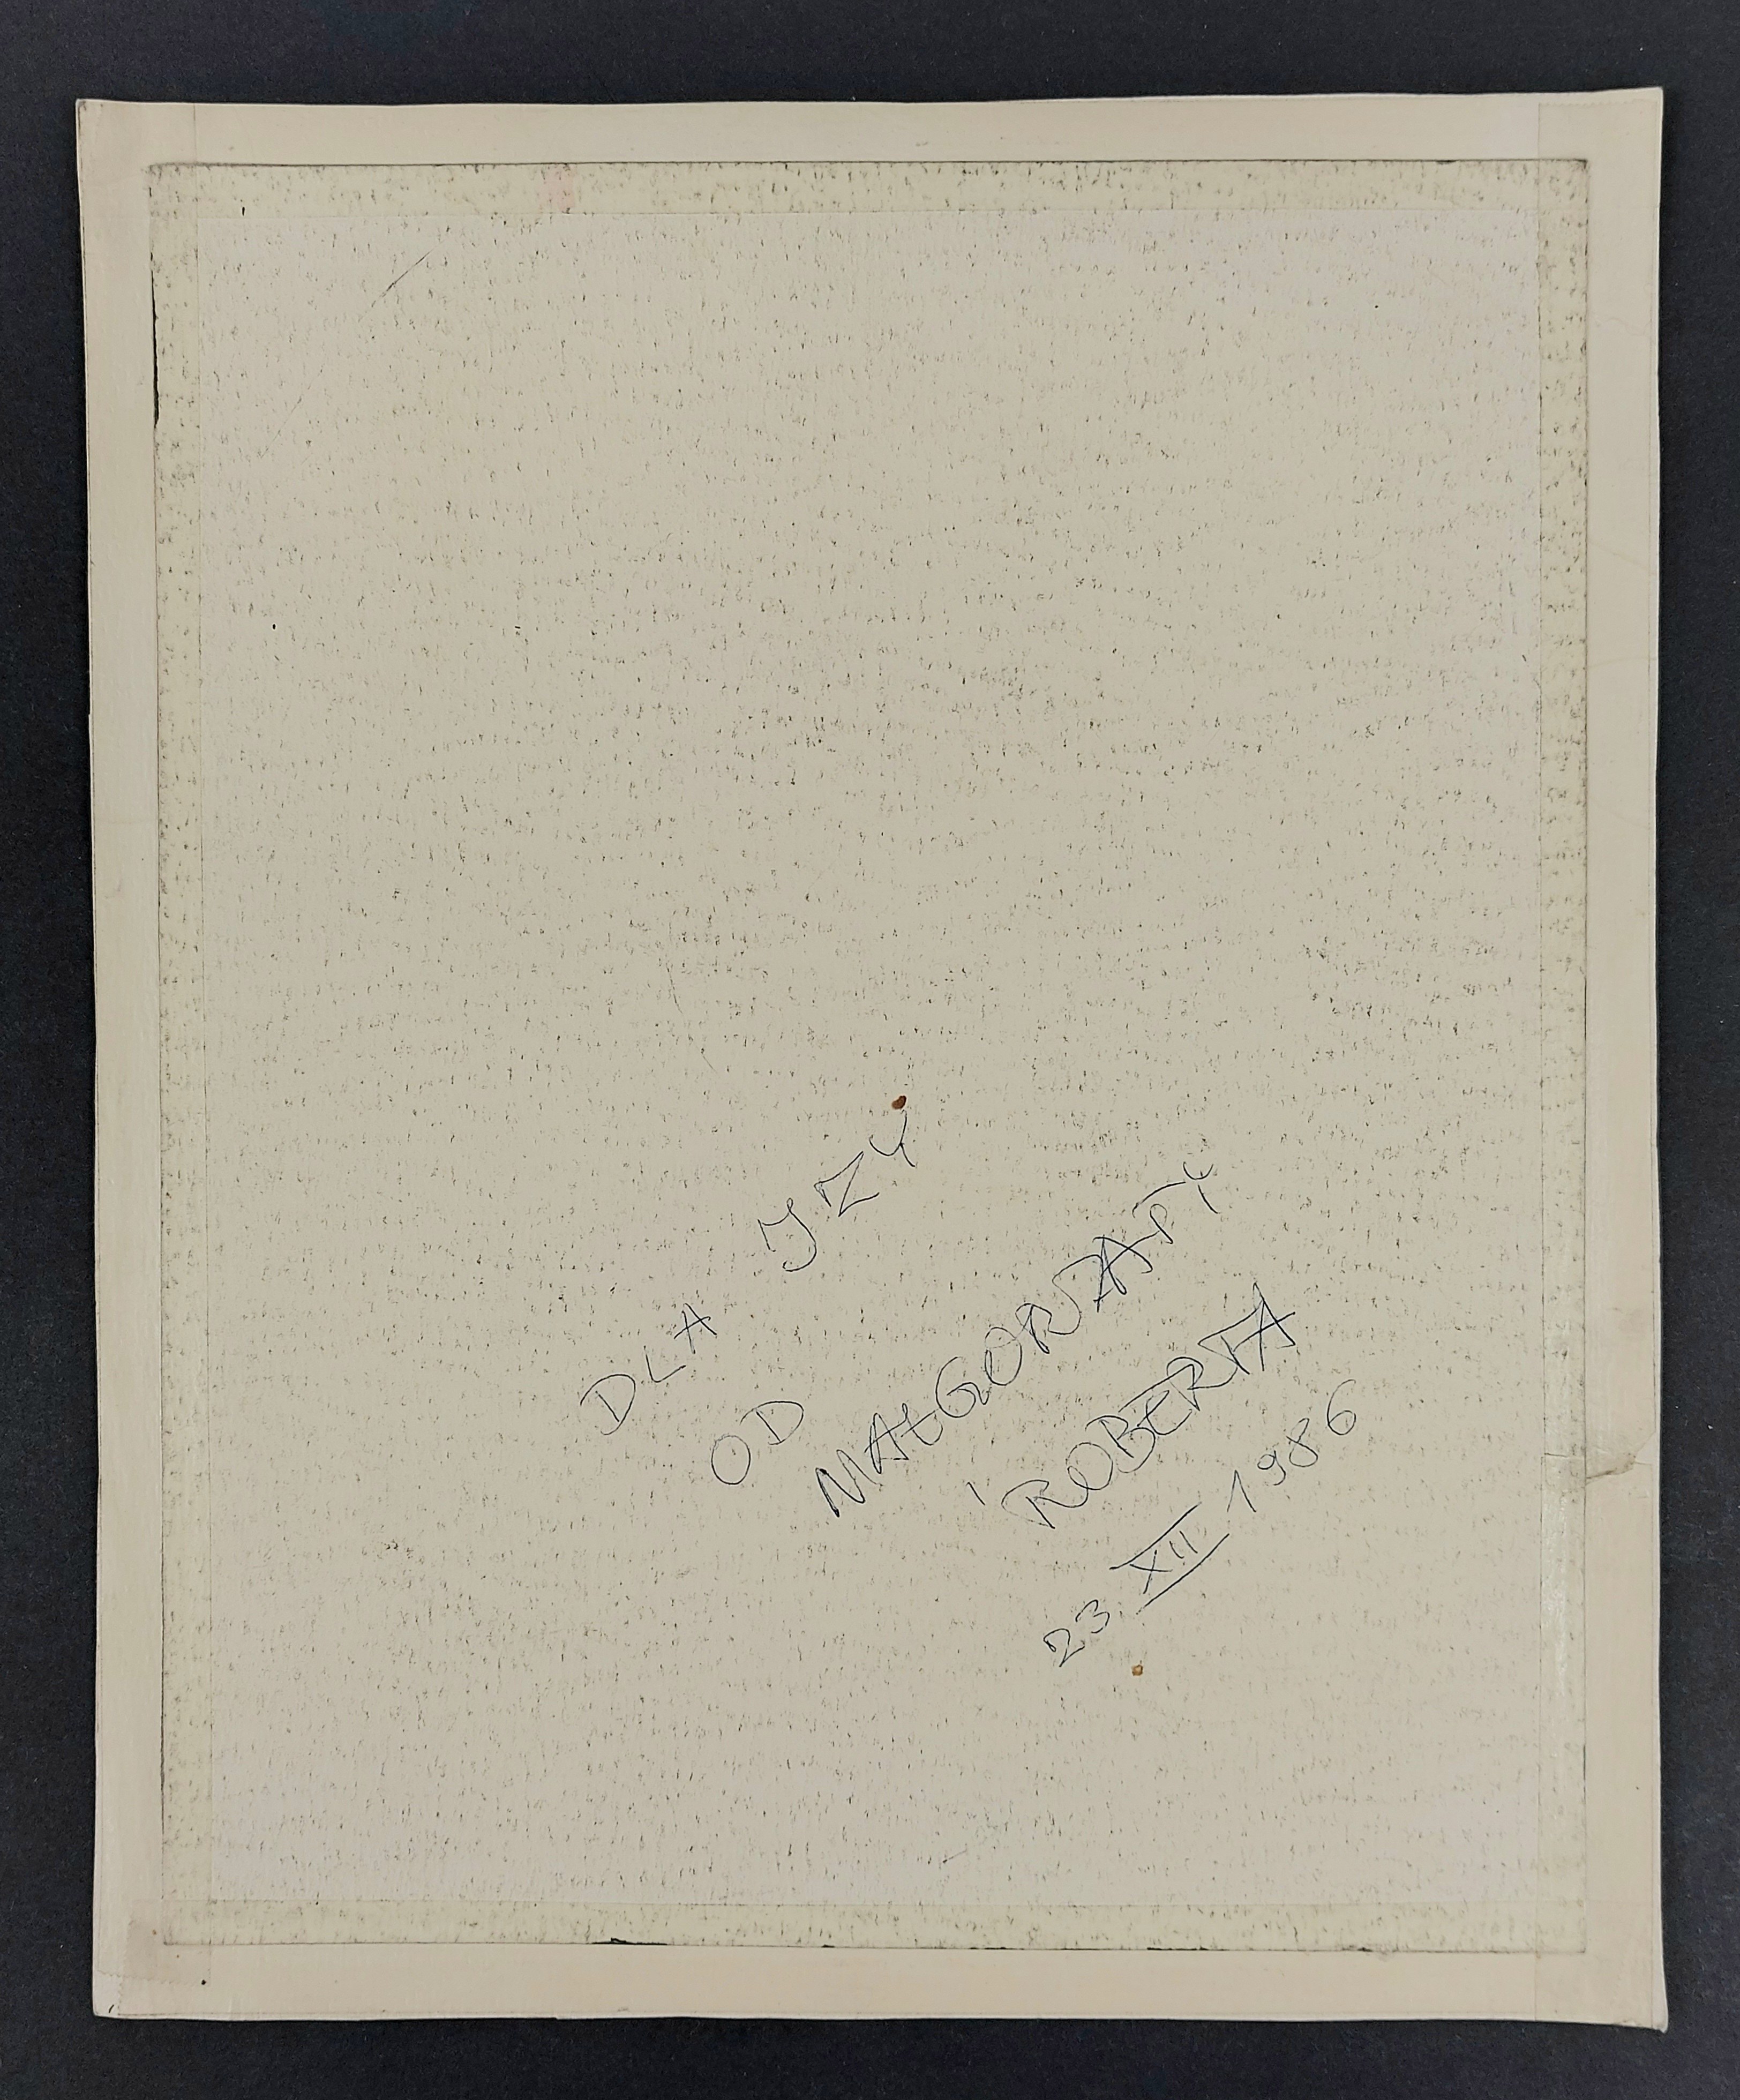 DLA IZY
OD
MAŁGORZATY
I ROBERTA
23. XII 1986